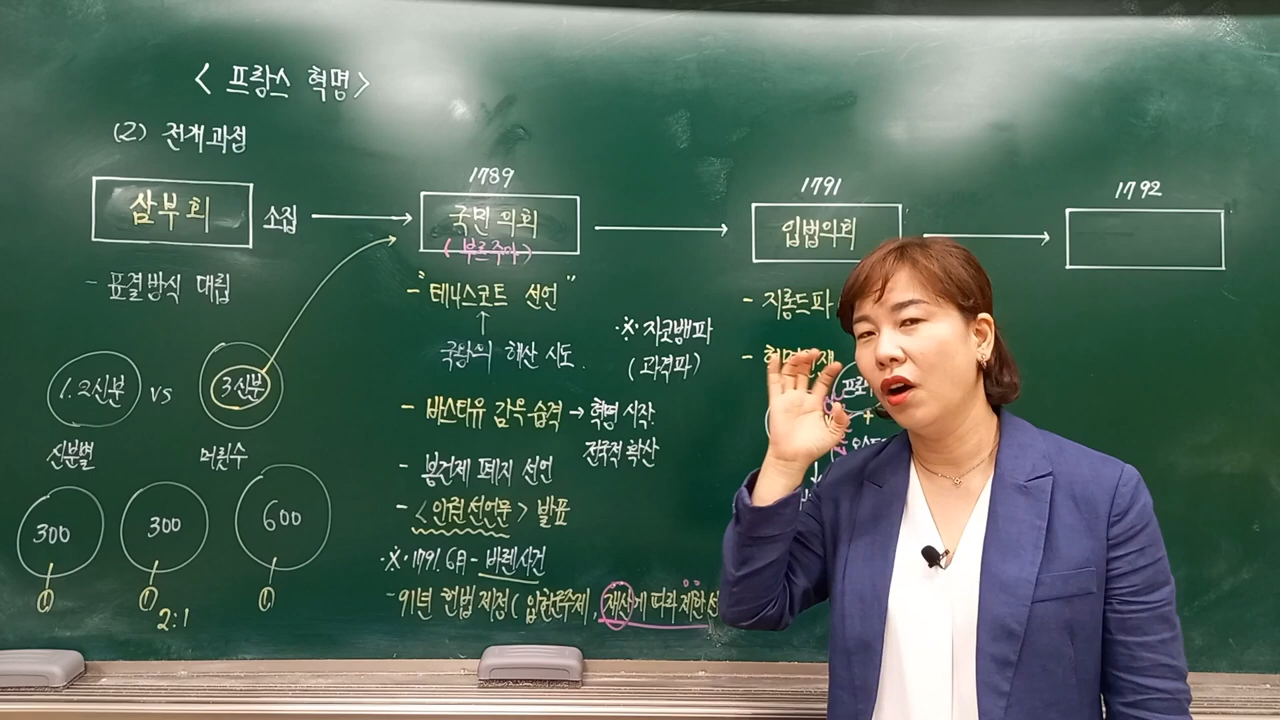 < 프랑스 혁명 >
(2) 전개과정
삼부회
소집
- 표결방식 대립
1.2신분 vs 3신분
신분별 머릿수
300 300 600
① ① ①
2:1
1789
국민의회
(부르주아)
- "테니스코트 선언"
↑
국왕의 해산 시도.
- 바스티유 감옥 습격 → 혁명 시작.
전국적 확산
- 봉건제 폐지 선언
- <인권선언문> 발표
※ 1791. 6月 - 바렌사건
- 91년 헌법 제정 ( 입헌군주제, 재산에 따라 제한
※ 자코뱅파
(과격파)
1791
입법의회
- 지롱드파
+
1792